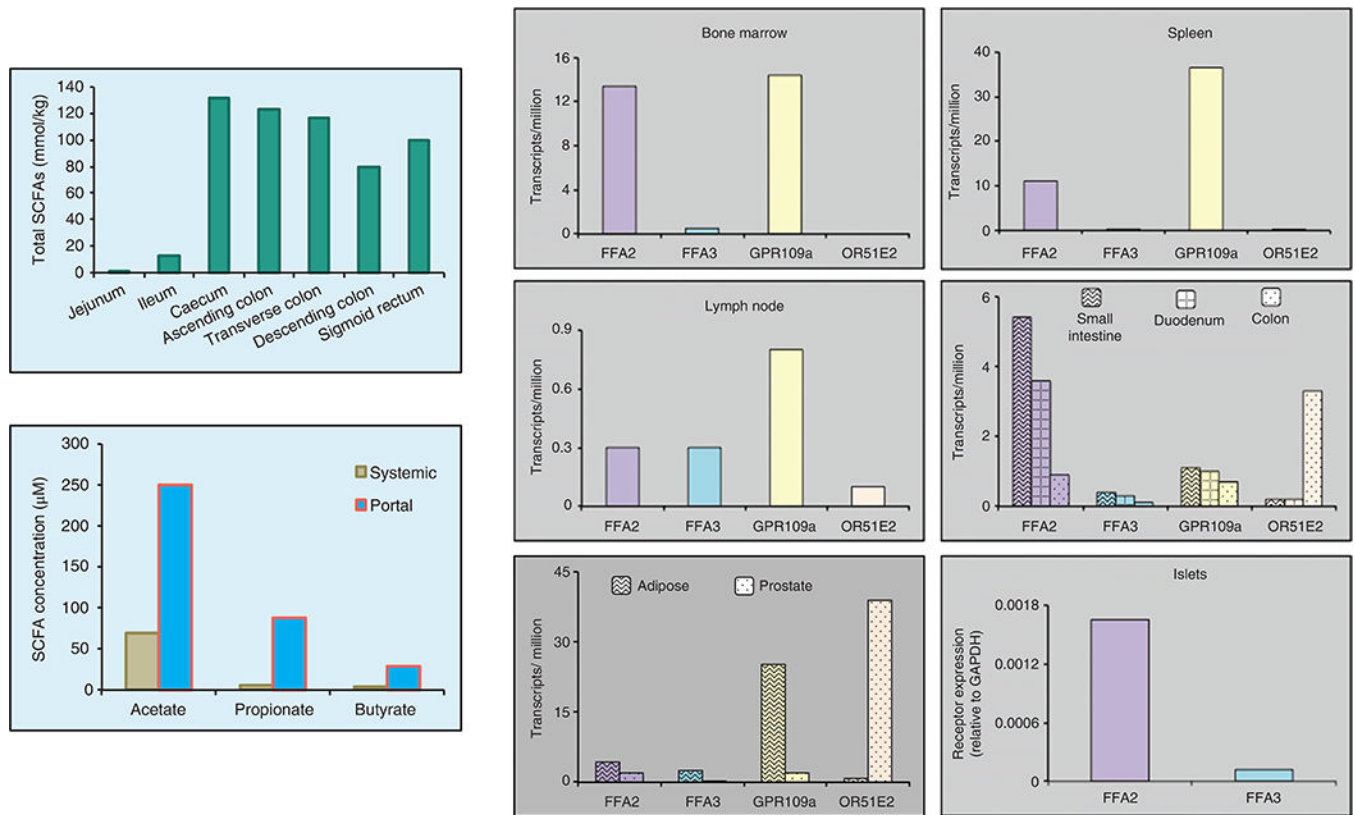 Total SCFAs (mmol/kg)
140
120
100
80
60
40
20
0
Jejunum
Ileum
Caecum
Ascending colon
Transverse colon
Descending colon
Sigmoid rectum
SCFA concentration (μM)
300
250
200
150
100
50
0
Systemic
Portal
Acetate Propionate Butyrate
Bone marrow
Transcripts/million
16
12
8
4
0
FFA2 FFA3 GPR109a OR51E2
Spleen
Transcripts/million
40
30
20
10
0
FFA2 FFA3 GPR109a OR51E2
Lymph node
Transcripts/million
0.9
0.6
0.3
0
FFA2 FFA3 GPR109a OR51E2
Small
intestine
Duodenum
Colon
Transcripts/million
6
4
2
0
FFA2 FFA3 GPR109a OR51E2
Adipose
Prostate
Transcripts/ million
45
30
15
0
FFA2 FFA3 GPR109a OR51E2
Islets
Receptor expression
(relative to GAPDH)
0.0018
0.0012
0.0006
0
FFA2 FFA3